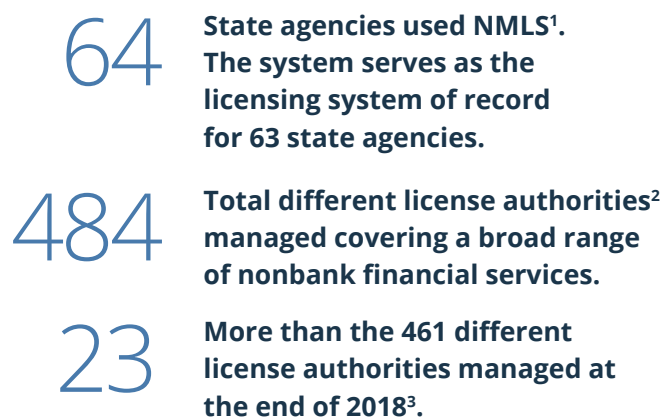 64
State agencies used NMLS¹.
The system serves as the
licensing system of record
for 63 state agencies.
484
Total different license authorities²
managed covering a broad range
of nonbank financial services.
23
More than the 461 different
license authorities managed at
the end of 2018³.